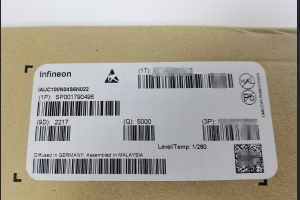 infineon
(1T)
IAUC100N04S6N022
(1P) SP001790496
(9D) 2217
(Q) 5000
(3P)
Level/Temp: 1/260
Diffused in GERMANY, Assembled in MALAYSIA